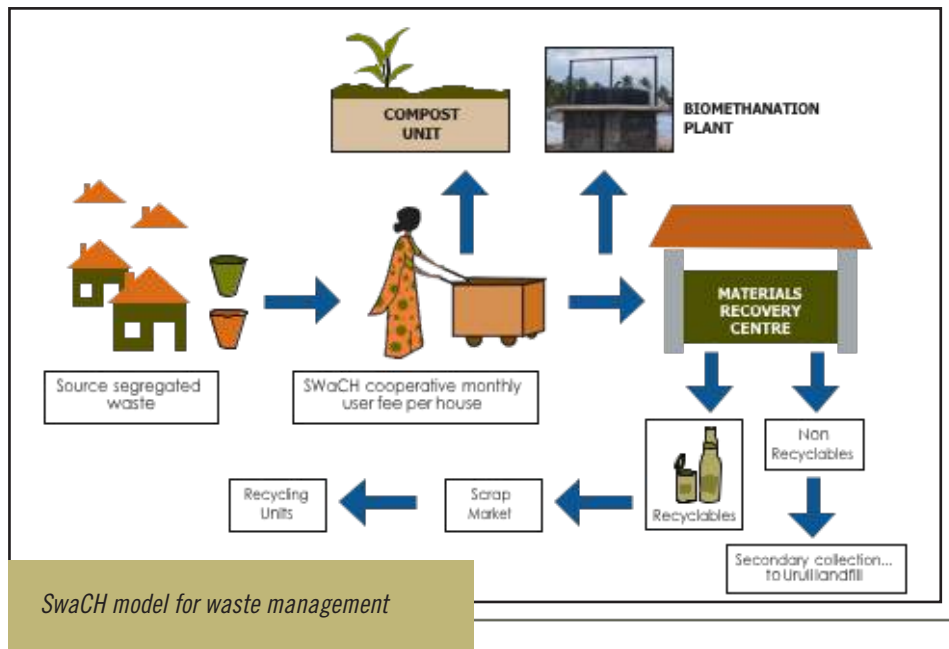 COMPOST
UNIT
BIOMETHANATION
PLANT
MATERIALS
RECOVERY
CENTRE
Source segregated
waste
SWaCH cooperative monthly
user fee per house
Non
Recyclables
Recycling
Units
Scrap
Market
Recyclables
Secondary collection...
to Urulilandfill
SwaCH model for waste management